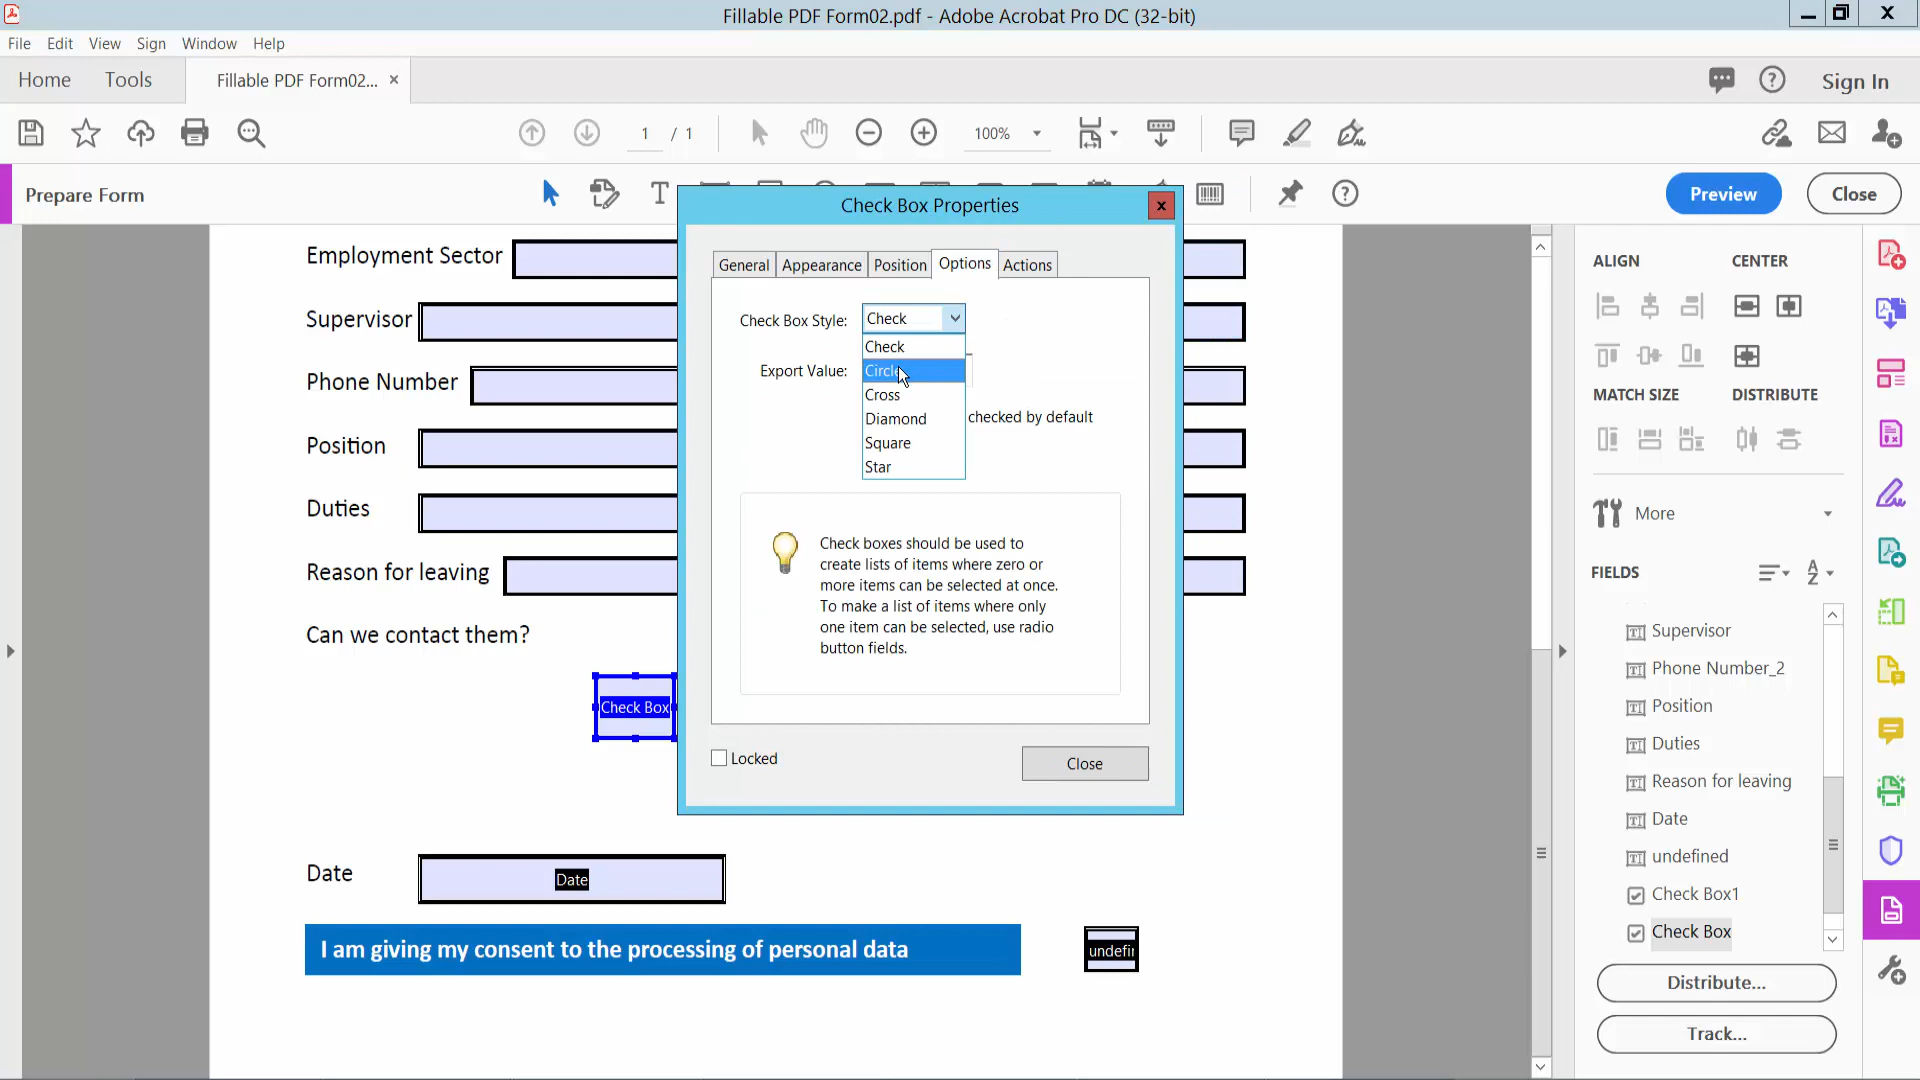 Fillable PDF Form02.pdf - Adobe Acrobat Pro DC (32-bit)
File Edit View Sign Window Help
Home Tools Fillable PDF Form02... × Sign In
1 / 1 100%
Prepare Form Preview Close
Check Box Properties
General Appearance Position Options Actions
Check Box Style: Check
Check
Export Value: Circle
Cross
Diamond checked by default
Square
Star
Check boxes should be used to
create lists of items where zero or
more items can be selected at once.
To make a list of items where only
one item can be selected, use radio
button fields.
Locked Close
Employment Sector
Supervisor
Phone Number
Position
Duties
Reason for leaving
Can we contact them?
Check Box
Date Date
I am giving my consent to the processing of personal data undefin
ALIGN CENTER
MATCH SIZE DISTRIBUTE
More
FIELDS
Supervisor
Phone Number_2
Position
Duties
Reason for leaving
Date
undefined
Check Box1
Check Box
Distribute...
Track...